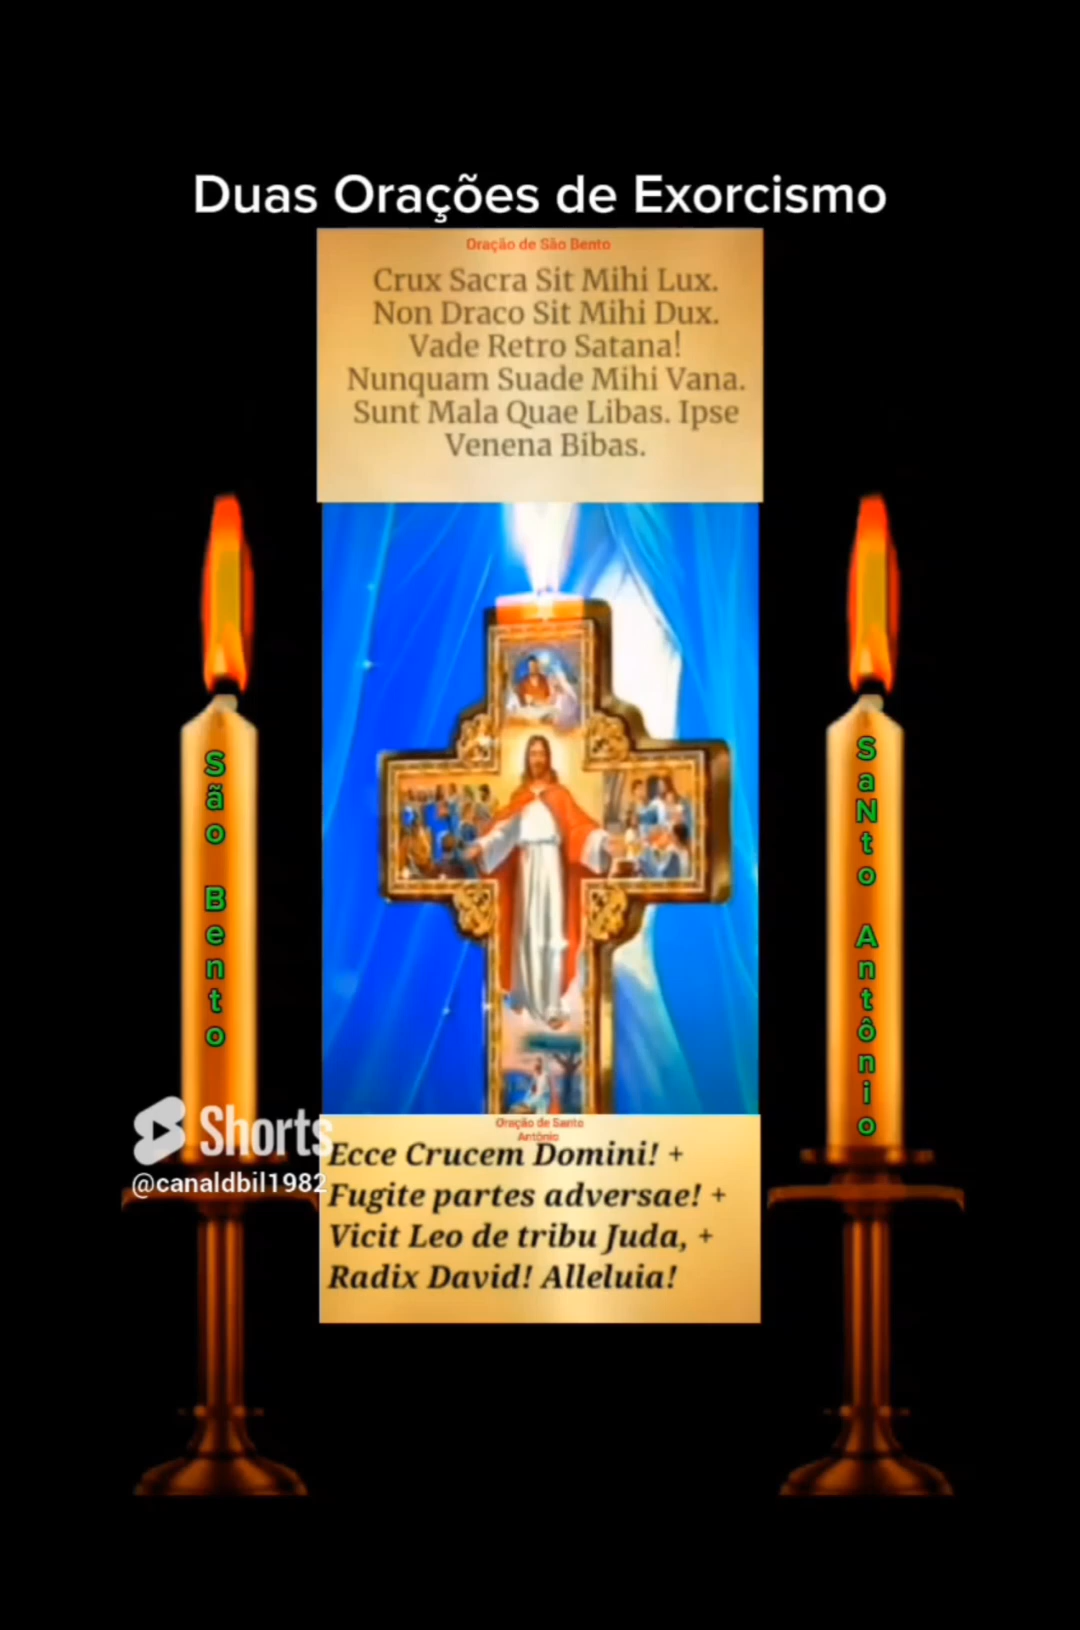 Duas Orações de Exorcismo
Oração de São Bento
Crux Sacra Sit Mihi Lux.
Non Draco Sit Mihi Dux.
Vade Retro Satana!
Nunquam Suade Mihi Vana.
Sunt Mala Quae Libas. Ipse
Venena Bibas.
São Bento
SaNto Antônio
Shorts
@canaldbil1982
Oração de Santo
Antônio
Ecce Crucem Domini! +
Fugite partes adversae! +
Vicit Leo de tribu Juda, +
Radix David! Alleluia!